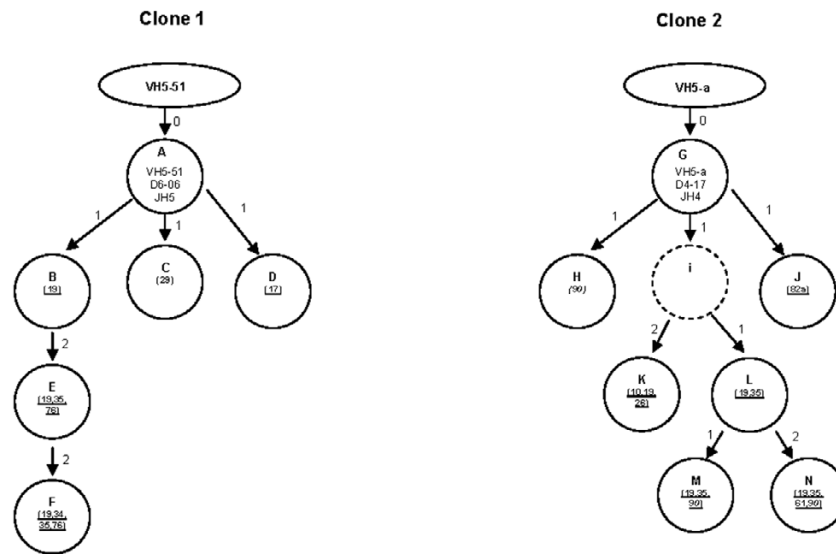 Clone 1
VH5-51
0
A
VH5-51
D6-06
JH5
1
1
1
B
(19)
C
(29)
D
(17)
2
E
(19,35,
76)
2
F
(19,34,
35,76)
Clone 2
VH5-a
0
G
VH5-a
D4-17
JH4
1
1
1
H
(90)
i
J
(82a)
2
1
K
(10,19,
26)
L
(19,35)
1
2
M
(19,35,
90)
N
(19,35,
61,90)